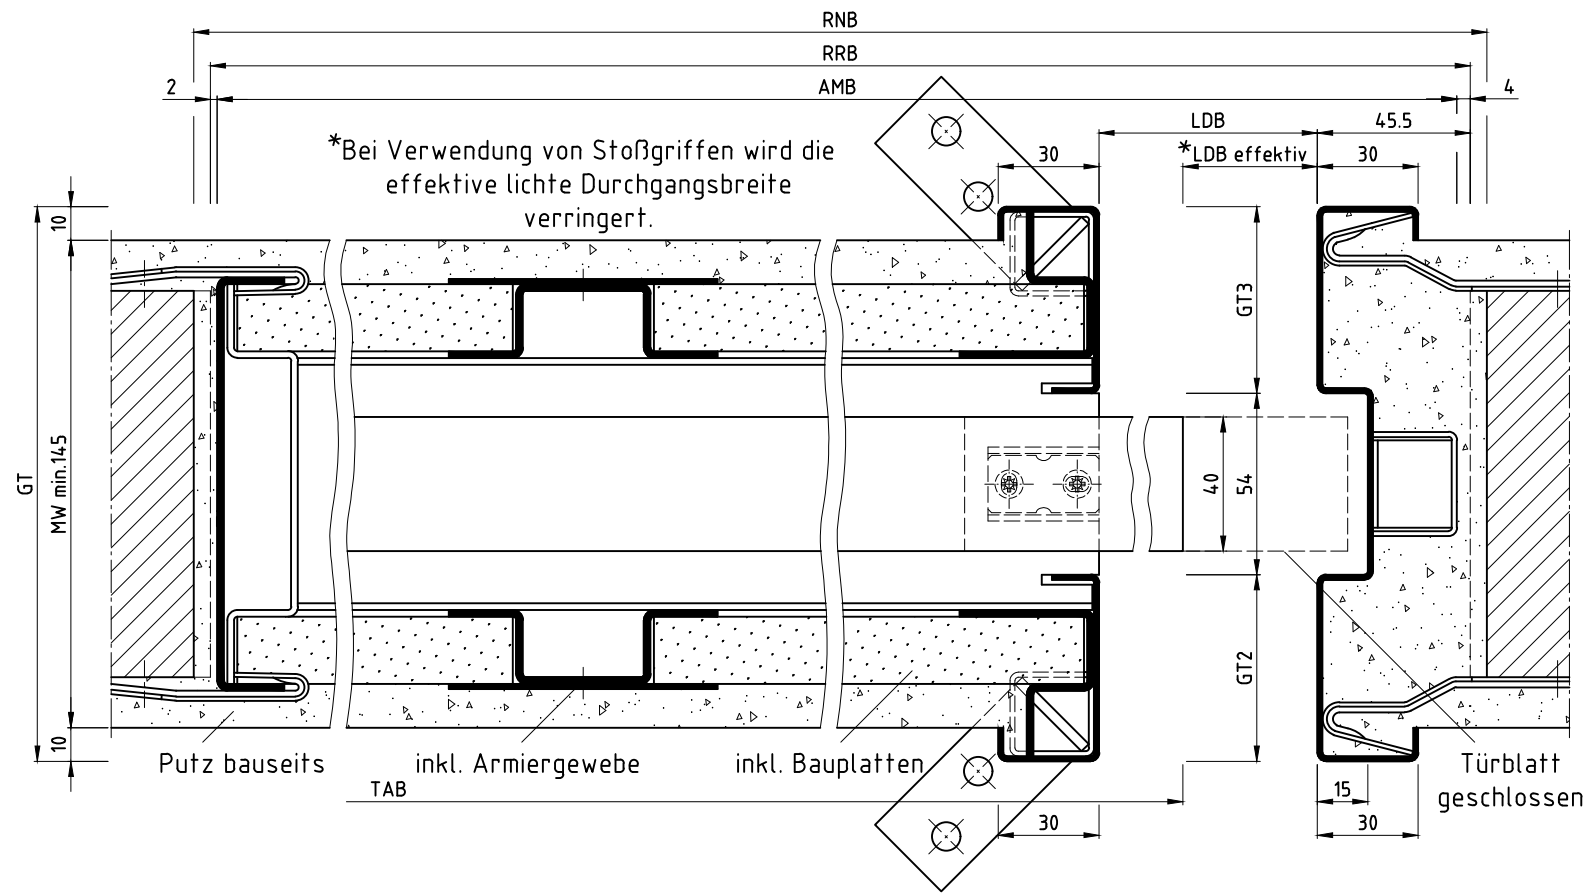 RNB
RRB
2
AMB
4
LDB
45.5
*Bei Verwendung von Stoßgriffen wird die
effektive lichte Durchgangsbreite
verringert.
30
*LDB effektiv
30
10
GT3
GT
MW min.145
40
54
GT2
10
Putz bauseits
inkl. Armiergewebe
inkl. Bauplatten
Türblatt
geschlossen
TAB
15
30
30